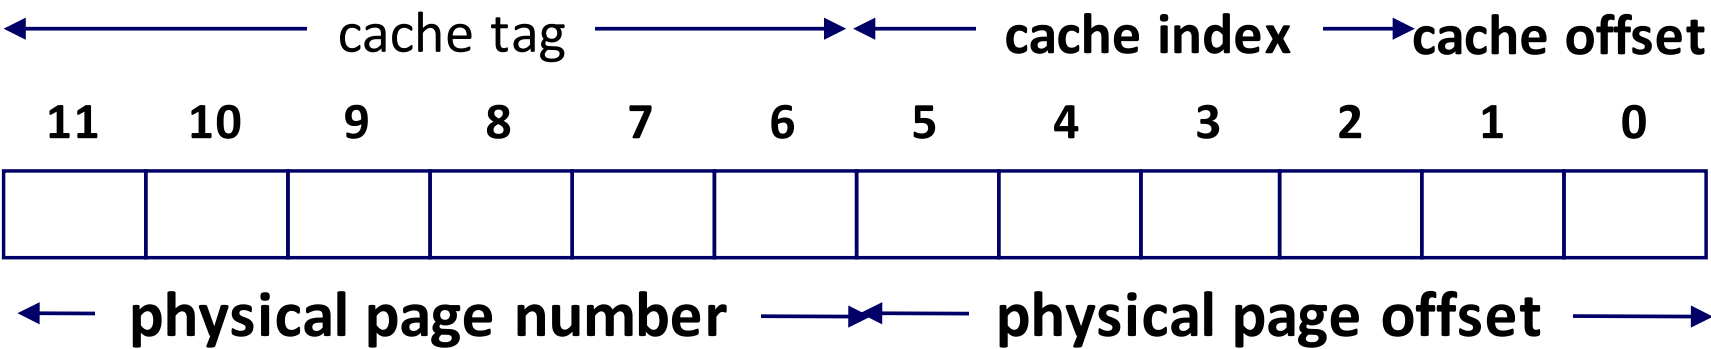 cache tag cache index cache offset
11 10 9 8 7 6 5 4 3 2 1 0
physical page number physical page offset